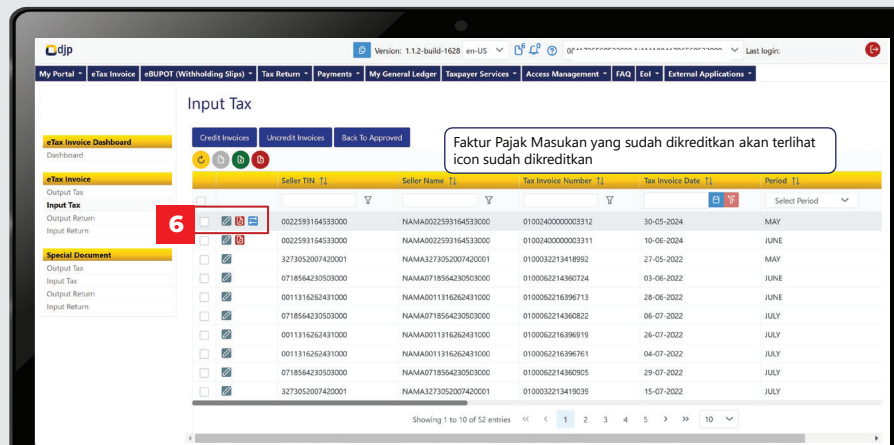 djp
Version: 1.1.2-build-1628 en-US
Last login:
My Portal eTax Invoice eBUPOT (Withholding Slips) Tax Return Payments My General Ledger Taxpayer Services Access Management FAQ EoI External Applications
Input Tax
Credit Invoices Uncredit Invoices Back To Approved
Faktur Pajak Masukan yang sudah dikreditkan akan terlihat
icon sudah dikreditkan
eTax Invoice Dashboard
Dashboard
eTax Invoice
Output Tax
Input Tax
Output Return
Input Return
Special Document
Output Tax
Input Tax
Output Return
Input Return
6
Seller TIN Seller Name Tax Invoice Number Tax Invoice Date Period
Select Period
0022593164533000 NAMA0022593164533000 01002400000003312 30-05-2024 MAY
0022593164533000 NAMA0022593164533000 01002400000003311 10-06-2024 JUNE
3273052007420001 NAMA3273052007420001 0100032213418992 27-05-2022 MAY
0718564230503000 NAMA0718564230503000 0100062214360724 03-06-2022 JUNE
0011316262431000 NAMA0011316262431000 0100062216396713 28-06-2022 JUNE
0718564230503000 NAMA0718564230503000 0100062214360822 06-07-2022 JULY
0011316262431000 NAMA0011316262431000 0100062216396919 26-07-2022 JULY
0011316262431000 NAMA0011316262431000 0100062216396761 04-07-2022 JULY
0718564230503000 NAMA0718564230503000 0100062214360905 29-07-2022 JULY
3273052007420001 NAMA3273052007420001 0100032213419039 15-07-2022 JULY
Showing 1 to 10 of 52 entries << < 1 2 3 4 5 > >> 10